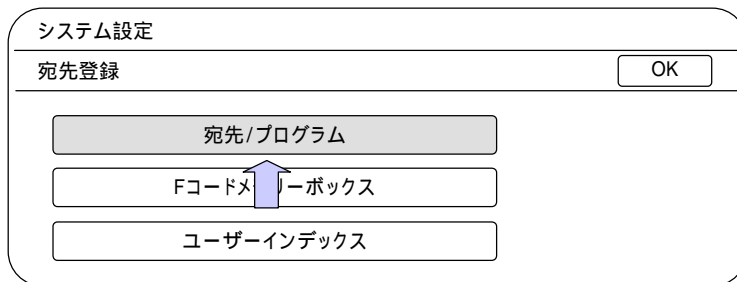 システム設定
宛先登録
OK
宛先/プログラム
Fコードメモリーボックス
ユーザーインデックス